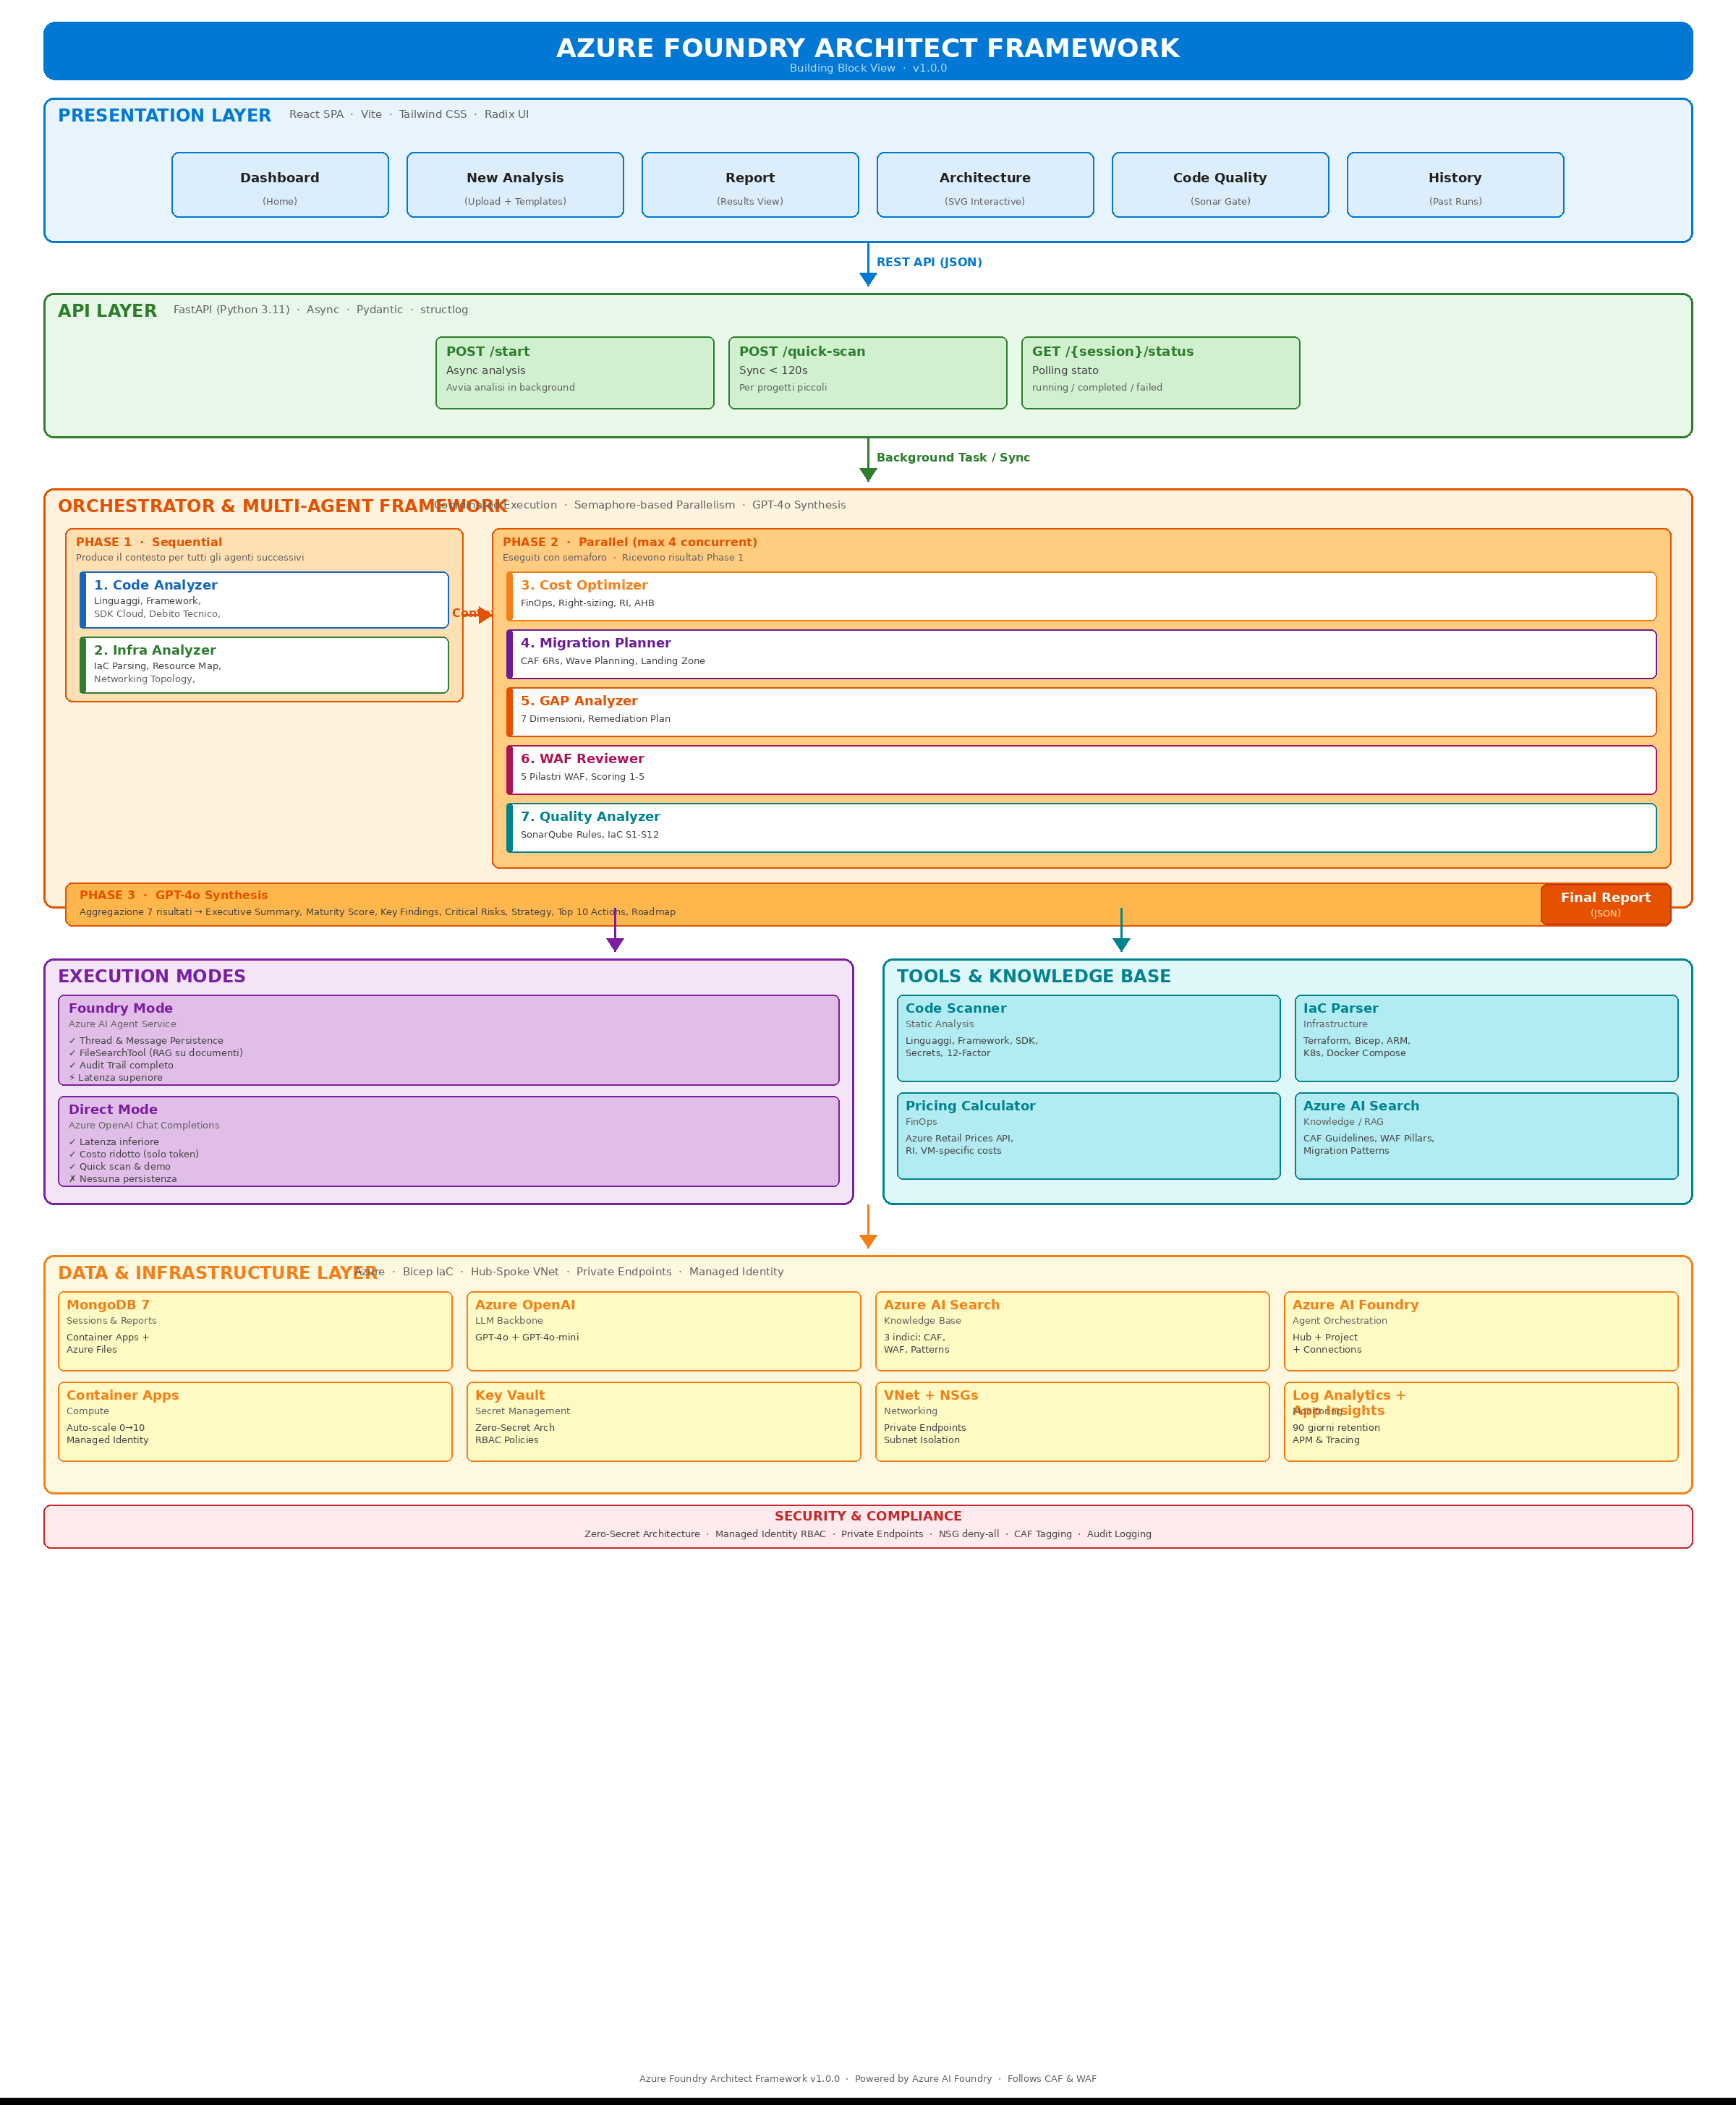 AZURE FOUNDRY ARCHITECT FRAMEWORK
Building Block View · v1.0.0
PRESENTATION LAYER React SPA · Vite · Tailwind CSS · Radix UI
Dashboard
(Home)
New Analysis
(Upload + Templates)
Report
(Results View)
Architecture
(SVG Interactive)
Code Quality
(Sonar Gate)
History
(Past Runs)
REST API (JSON)
API LAYER FastAPI (Python 3.11) · Async · Pydantic · structlog
POST /start
Async analysis
Avvia analisi in background
POST /quick-scan
Sync < 120s
Per progetti piccoli
GET /{session}/status
Polling stato
running / completed / failed
Background Task / Sync
ORCHESTRATOR & MULTI-AGENT FRAMEWORK Execution · Semaphore-based Parallelism · GPT-4o Synthesis
PHASE 1 · Sequential
Produce il contesto per tutti gli agenti successivi
1. Code Analyzer
Linguaggi, Framework,
SDK Cloud, Debito Tecnico,
2. Infra Analyzer
IaC Parsing, Resource Map,
Networking Topology,
PHASE 2 · Parallel (max 4 concurrent)
Eseguiti con semaforo · Ricevono risultati Phase 1
3. Cost Optimizer
FinOps, Right-sizing, RI, AHB
4. Migration Planner
CAF 6Rs, Wave Planning, Landing Zone
5. GAP Analyzer
7 Dimensioni, Remediation Plan
6. WAF Reviewer
5 Pilastri WAF, Scoring 1-5
7. Quality Analyzer
SonarQube Rules, IaC S1-S12
PHASE 3 · GPT-4o Synthesis
Aggregazione 7 risultati → Executive Summary, Maturity Score, Key Findings, Critical Risks, Strategy, Top 10 Actions, Roadmap
Final Report
(JSON)
EXECUTION MODES
Foundry Mode
Azure AI Agent Service
✓ Thread & Message Persistence
✓ FileSearchTool (RAG su documenti)
✓ Audit Trail completo
⚡ Latenza superiore
Direct Mode
Azure OpenAI Chat Completions
✓ Latenza inferiore
✓ Costo ridotto (solo token)
✓ Quick scan & demo
✗ Nessuna persistenza
TOOLS & KNOWLEDGE BASE
Code Scanner
Static Analysis
Linguaggi, Framework, SDK,
Secrets, 12-Factor
IaC Parser
Infrastructure
Terraform, Bicep, ARM,
K8s, Docker Compose
Pricing Calculator
FinOps
Azure Retail Prices API,
RI, VM-specific costs
Azure AI Search
Knowledge / RAG
CAF Guidelines, WAF Pillars,
Migration Patterns
DATA & INFRASTRUCTURE LAYER Azure · Bicep IaC · Hub-Spoke VNet · Private Endpoints · Managed Identity
MongoDB 7
Sessions & Reports
Container Apps +
Azure Files
Azure OpenAI
LLM Backbone
GPT-4o + GPT-4o-mini
Azure AI Search
Knowledge Base
3 indici: CAF,
WAF, Patterns
Azure AI Foundry
Agent Orchestration
Hub + Project
+ Connections
Container Apps
Compute
Auto-scale 0→10
Managed Identity
Key Vault
Secret Management
Zero-Secret Arch
RBAC Policies
VNet + NSGs
Networking
Private Endpoints
Subnet Isolation
Log Analytics +
App Insights
Monitoring
90 giorni retention
APM & Tracing
SECURITY & COMPLIANCE
Zero-Secret Architecture · Managed Identity RBAC · Private Endpoints · NSG deny-all · CAF Tagging · Audit Logging
Azure Foundry Architect Framework v1.0.0 · Powered by Azure AI Foundry · Follows CAF & WAF